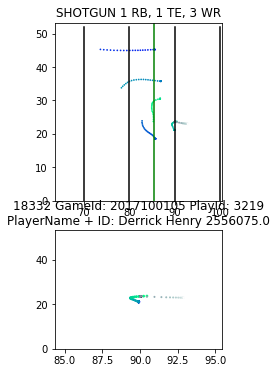 SHOTGUN 1 RB, 1 TE, 3 WR
50
40
30
20
10
0
70 80 90 100
18332 GameId: 2017100105 PlayId: 3219
PlayerName + ID: Derrick Henry 2556075.0
40
20
0
85.0 87.5 90.0 92.5 95.0